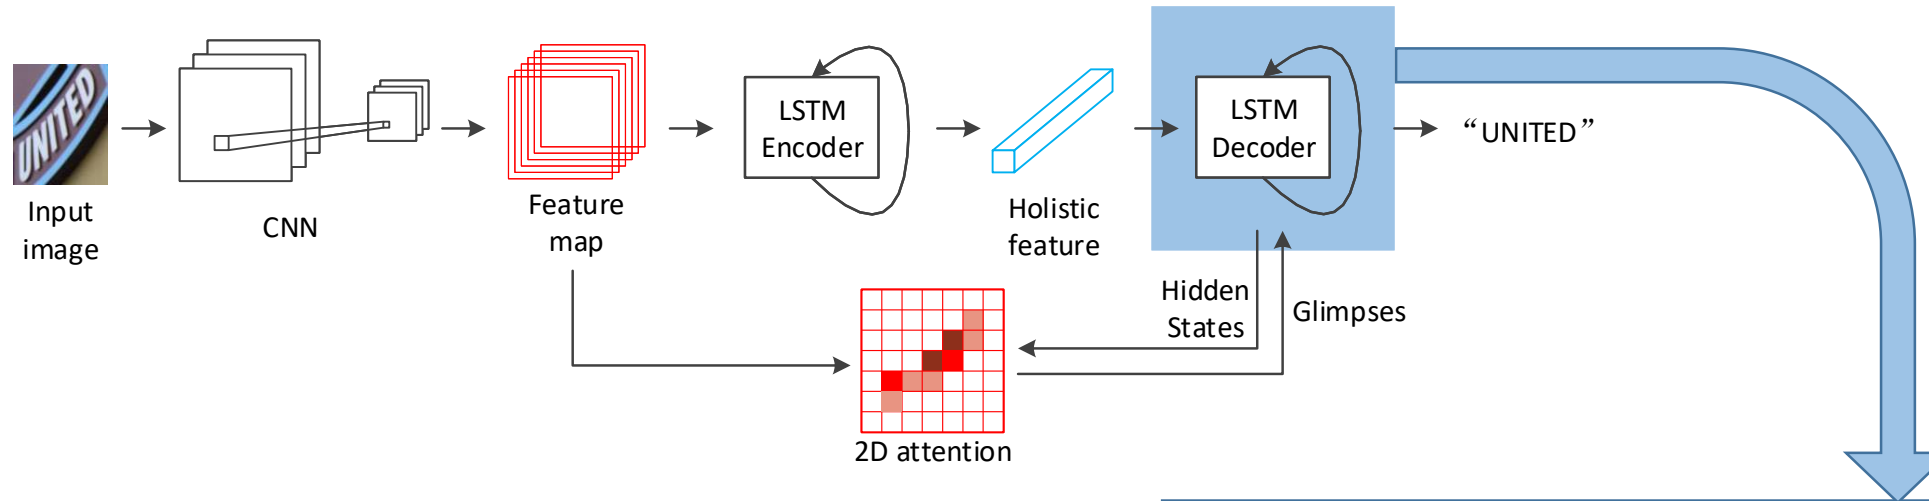 UNITED
Input
image
CNN
Feature
map
LSTM
Encoder
Holistic
feature
LSTM
Decoder
“UNITED”
Hidden
States
Glimpses
2D attention